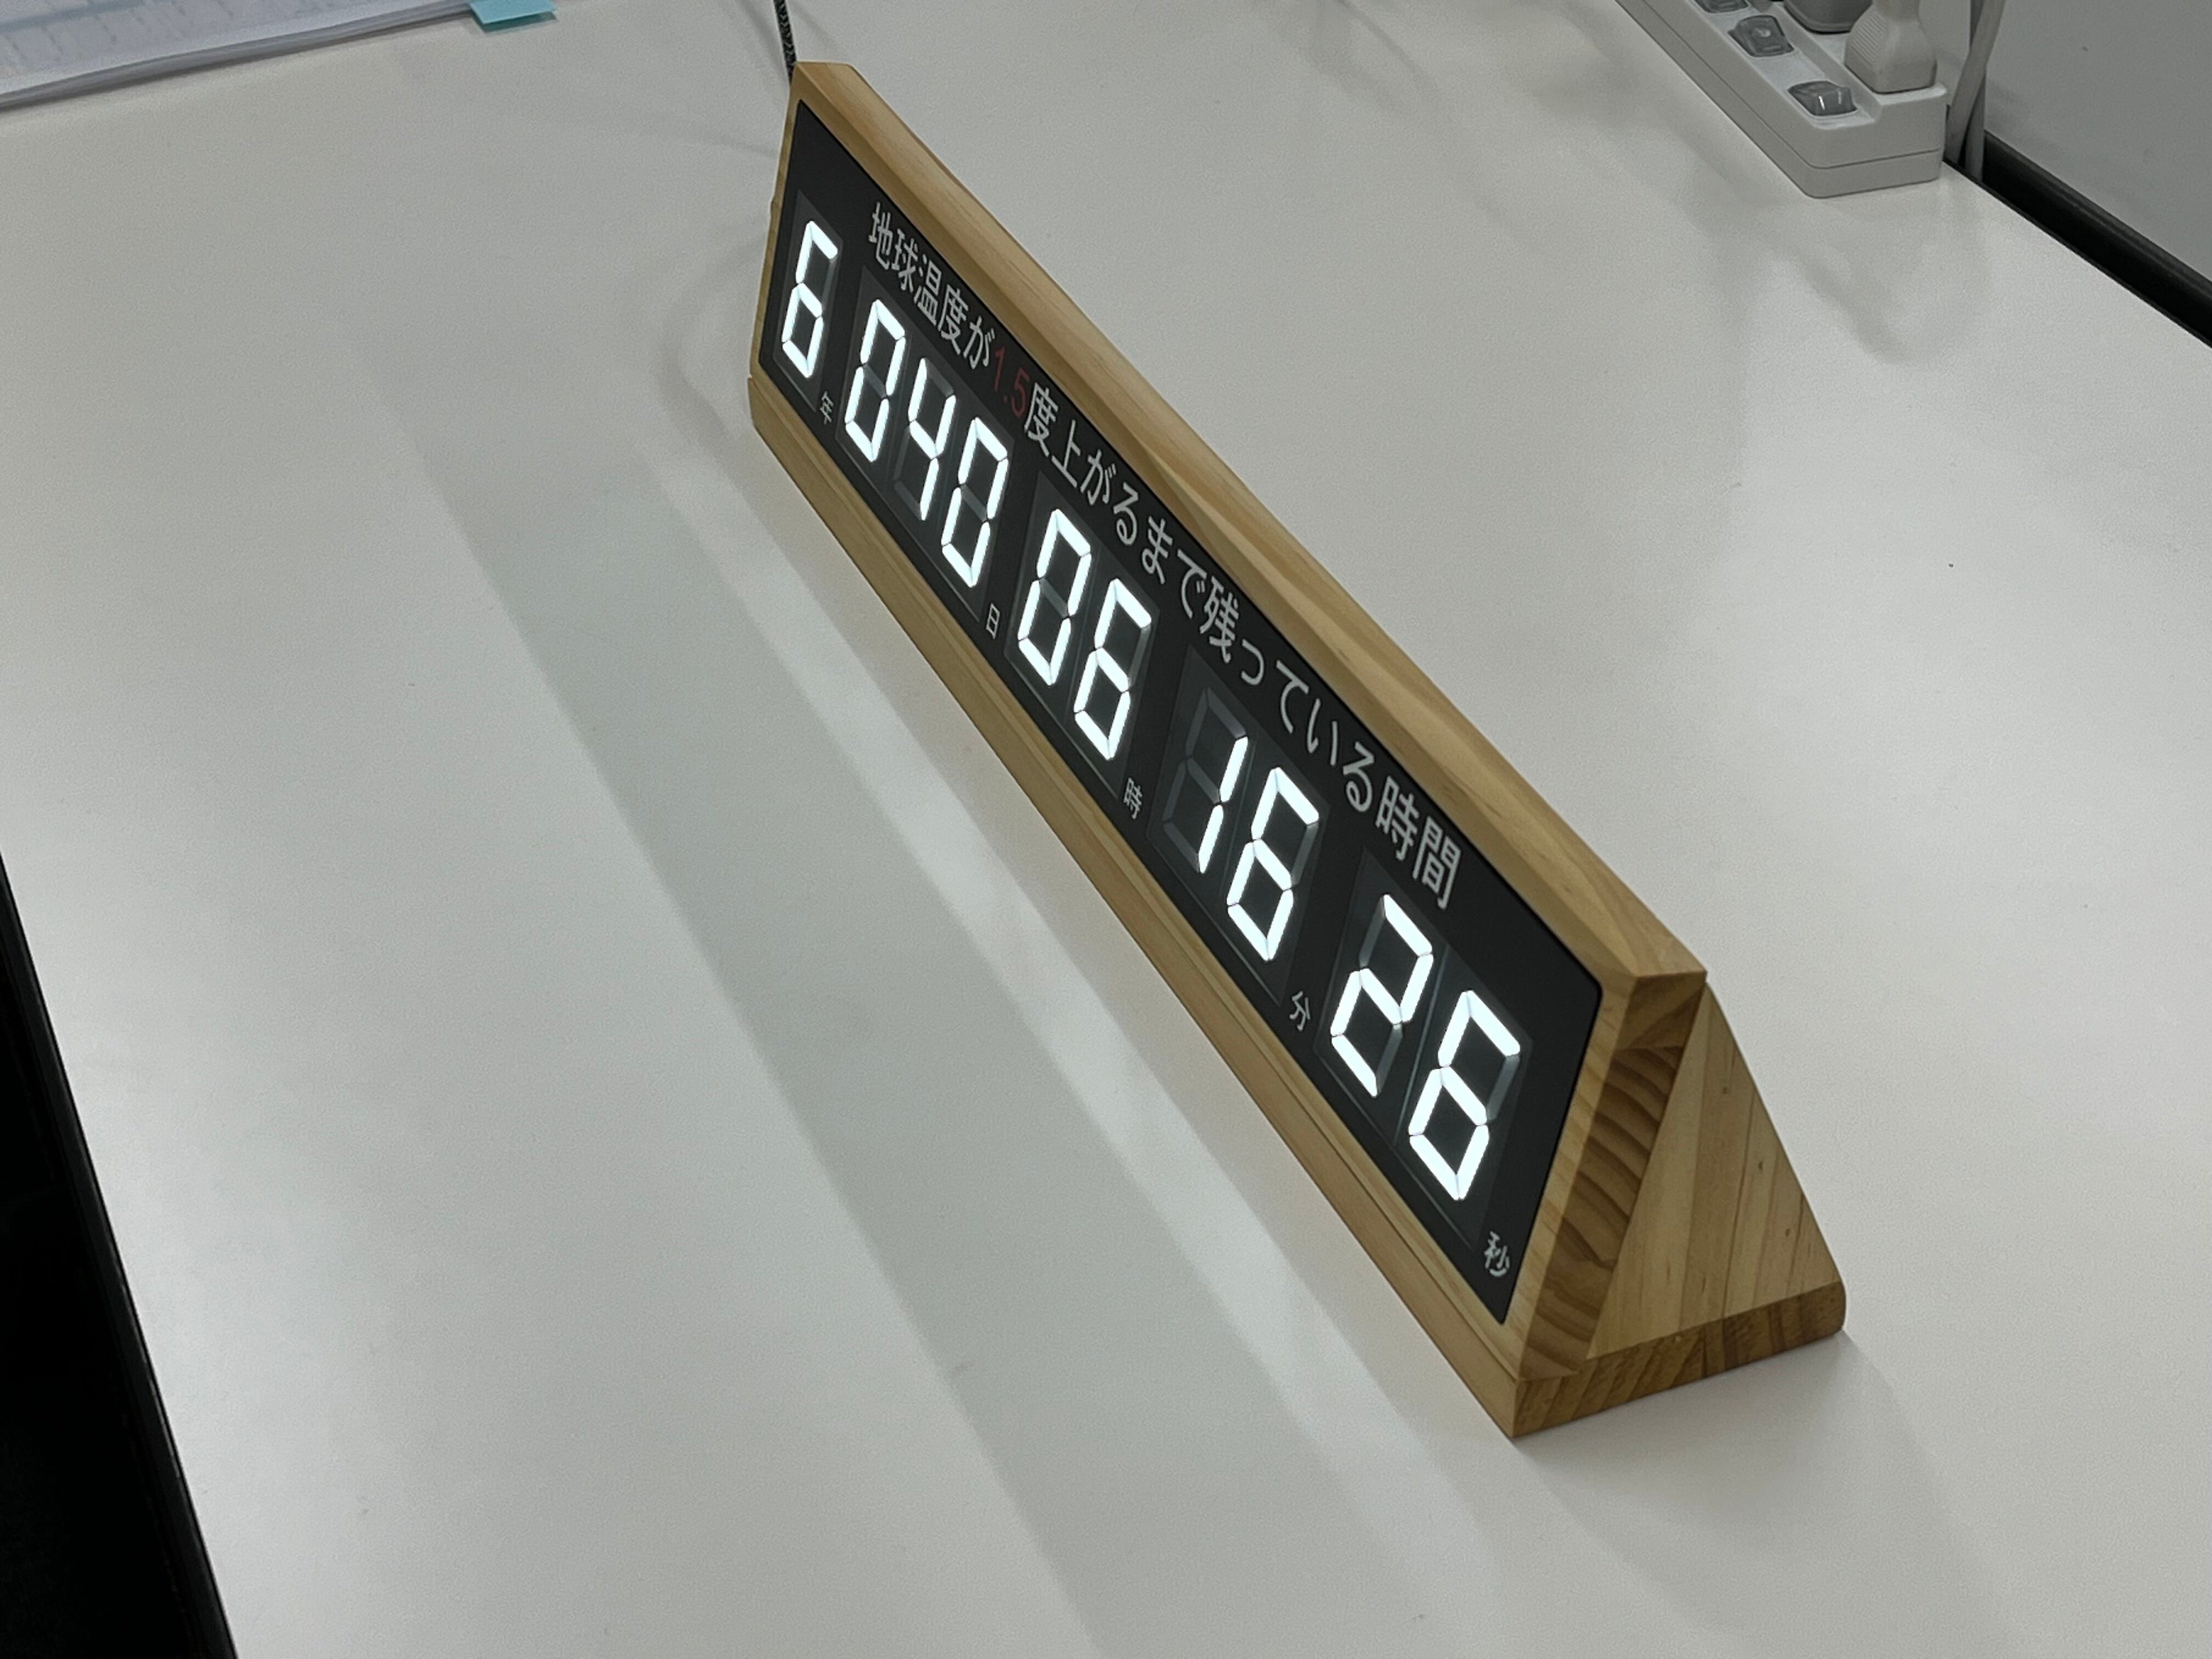 地球温度が1.5度上がるまで残っている時間
6年 040日 06時 16分 26秒